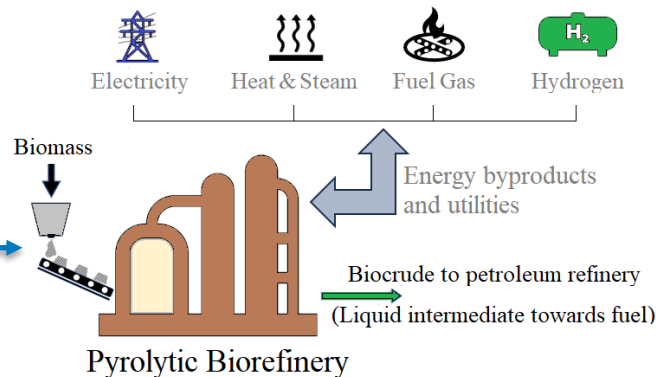 Electricity
Heat & Steam
Fuel Gas
Hydrogen
H2
Biomass
Energy byproducts
and utilities
Biocrude to petroleum refinery
(Liquid intermediate towards fuel)
Pyrolytic Biorefinery